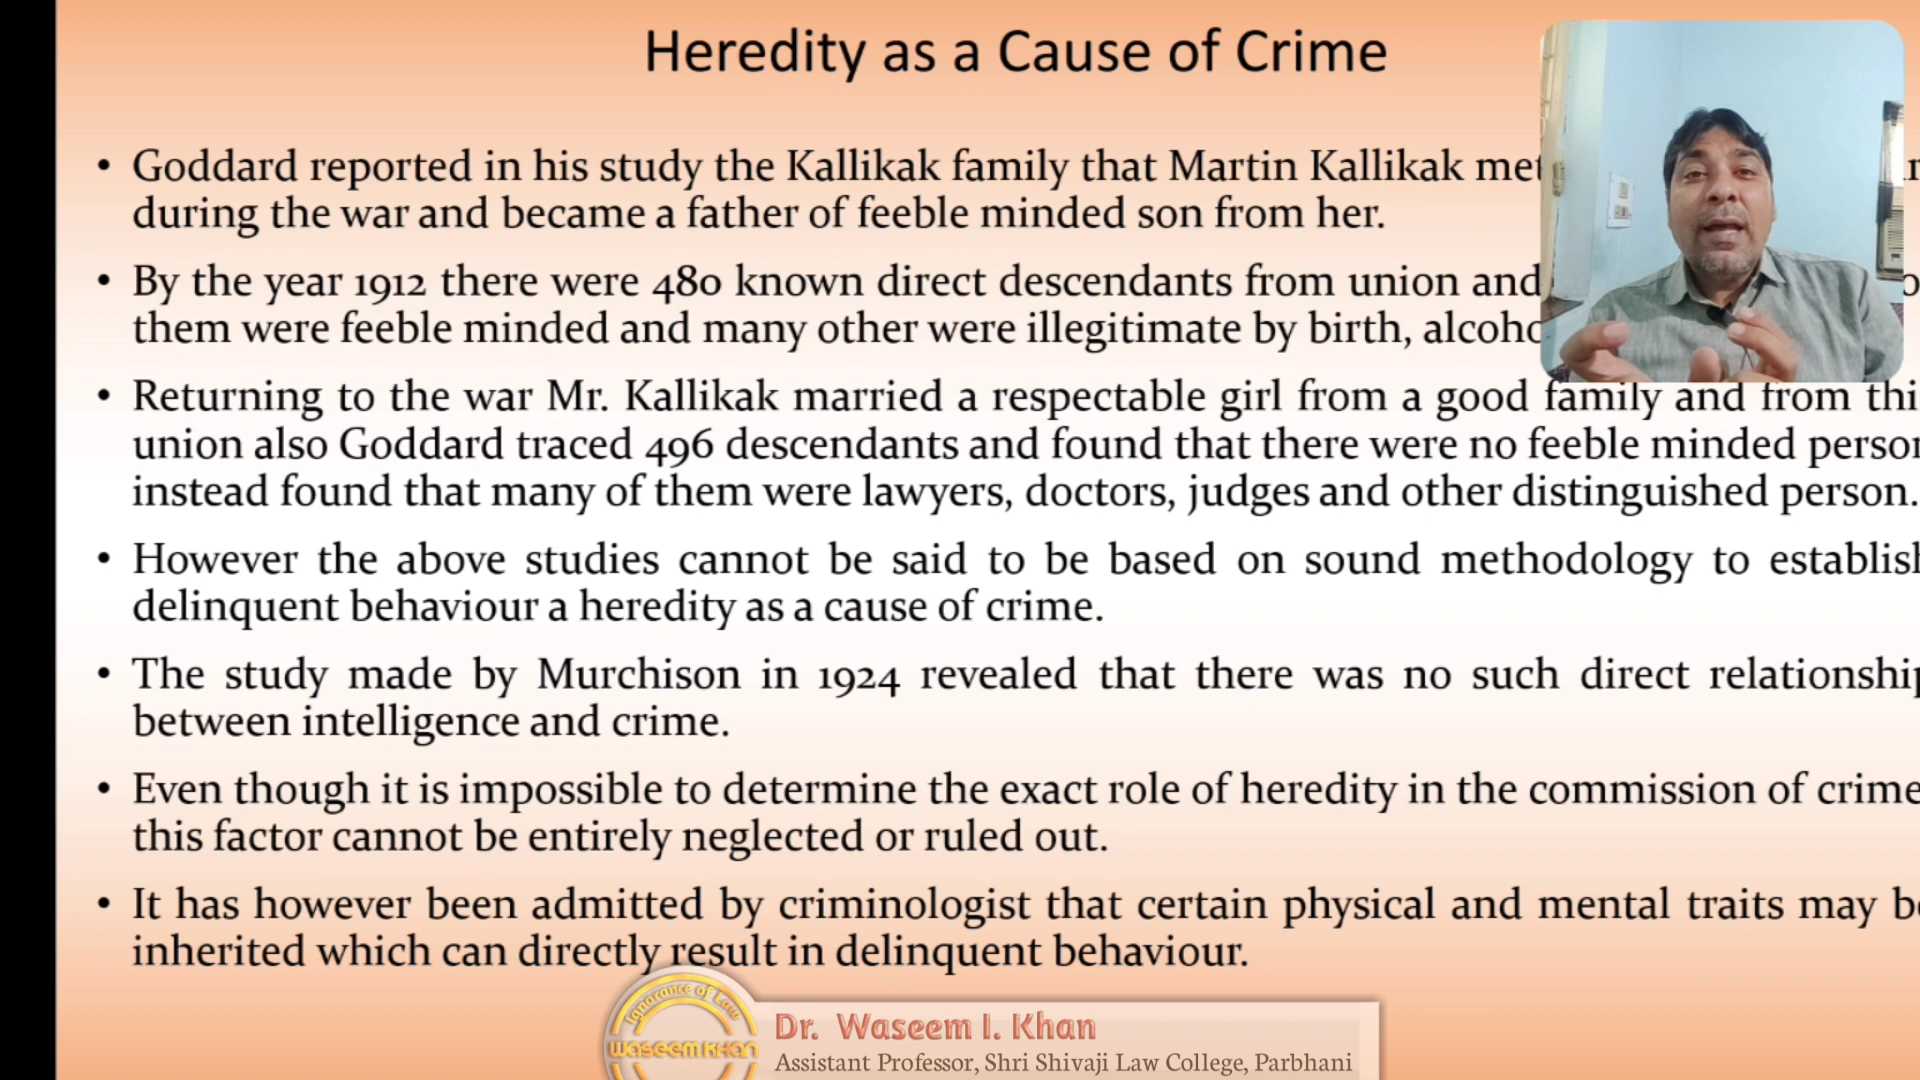 Heredity as a Cause of Crime
• Goddard reported in his study the Kallikak family that Martin Kallikak met
during the war and became a father of feeble minded son from her.
• By the year 1912 there were 480 known direct descendants from union and
them were feeble minded and many other were illegitimate by birth,
• Returning to the war Mr. Kallikak married a respectable girl from a good family and from thi
union also Goddard traced 496 descendants and found that there were no feeble minded person
instead found that many of them were lawyers, doctors, judges and other distinguished person.
• However the above studies cannot be said to be based on sound methodology to establish
delinquent behaviour a heredity as a cause of crime.
• The study made by Murchison in 1924 revealed that there was no such direct relationship
between intelligence and crime.
• Even though it is impossible to determine the exact role of heredity in the commission of crime
this factor cannot be entirely neglected or ruled out.
• It has however been admitted by criminologist that certain physical and mental traits may be
inherited which can directly result in delinquent behaviour.
Ignorance of Law
WASEEM KHAN
Dr. Waseem I. Khan
Assistant Professor, Shri Shivaji Law College, Parbhani